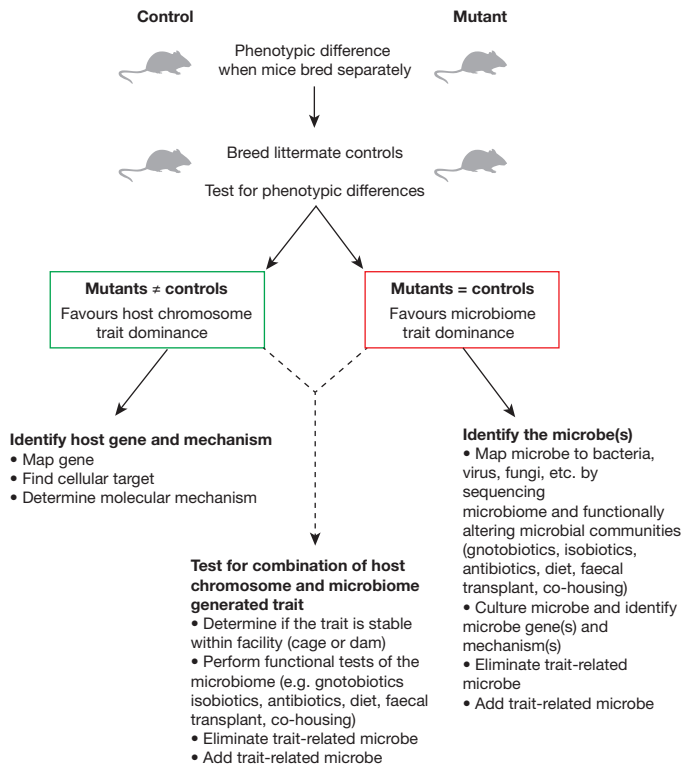 Control
Mutant
Phenotypic difference
when mice bred separately
Breed littermate controls
Test for phenotypic differences
Mutants ≠ controls
Favours host chromosome
trait dominance
Mutants = controls
Favours microbiome
trait dominance
Identify host gene and mechanism
• Map gene
• Find cellular target
• Determine molecular mechanism
Identify the microbe(s)
• Map microbe to bacteria,
virus, fungi, etc. by
sequencing
microbiome and functionally
altering microbial communities
(gnotobiotics, isobiotics,
antibiotics, diet, faecal
transplant, co-housing)
• Culture microbe and identify
microbe gene(s) and
mechanism(s)
• Eliminate trait-related
microbe
• Add trait-related microbe
Test for combination of host
chromosome and microbiome
generated trait
• Determine if the trait is stable
within facility (cage or dam)
• Perform functional tests of the
microbiome (e.g. gnotobiotics
isobiotics, antibiotics, diet, faecal
transplant, co-housing)
• Eliminate trait-related microbe
• Add trait-related microbe